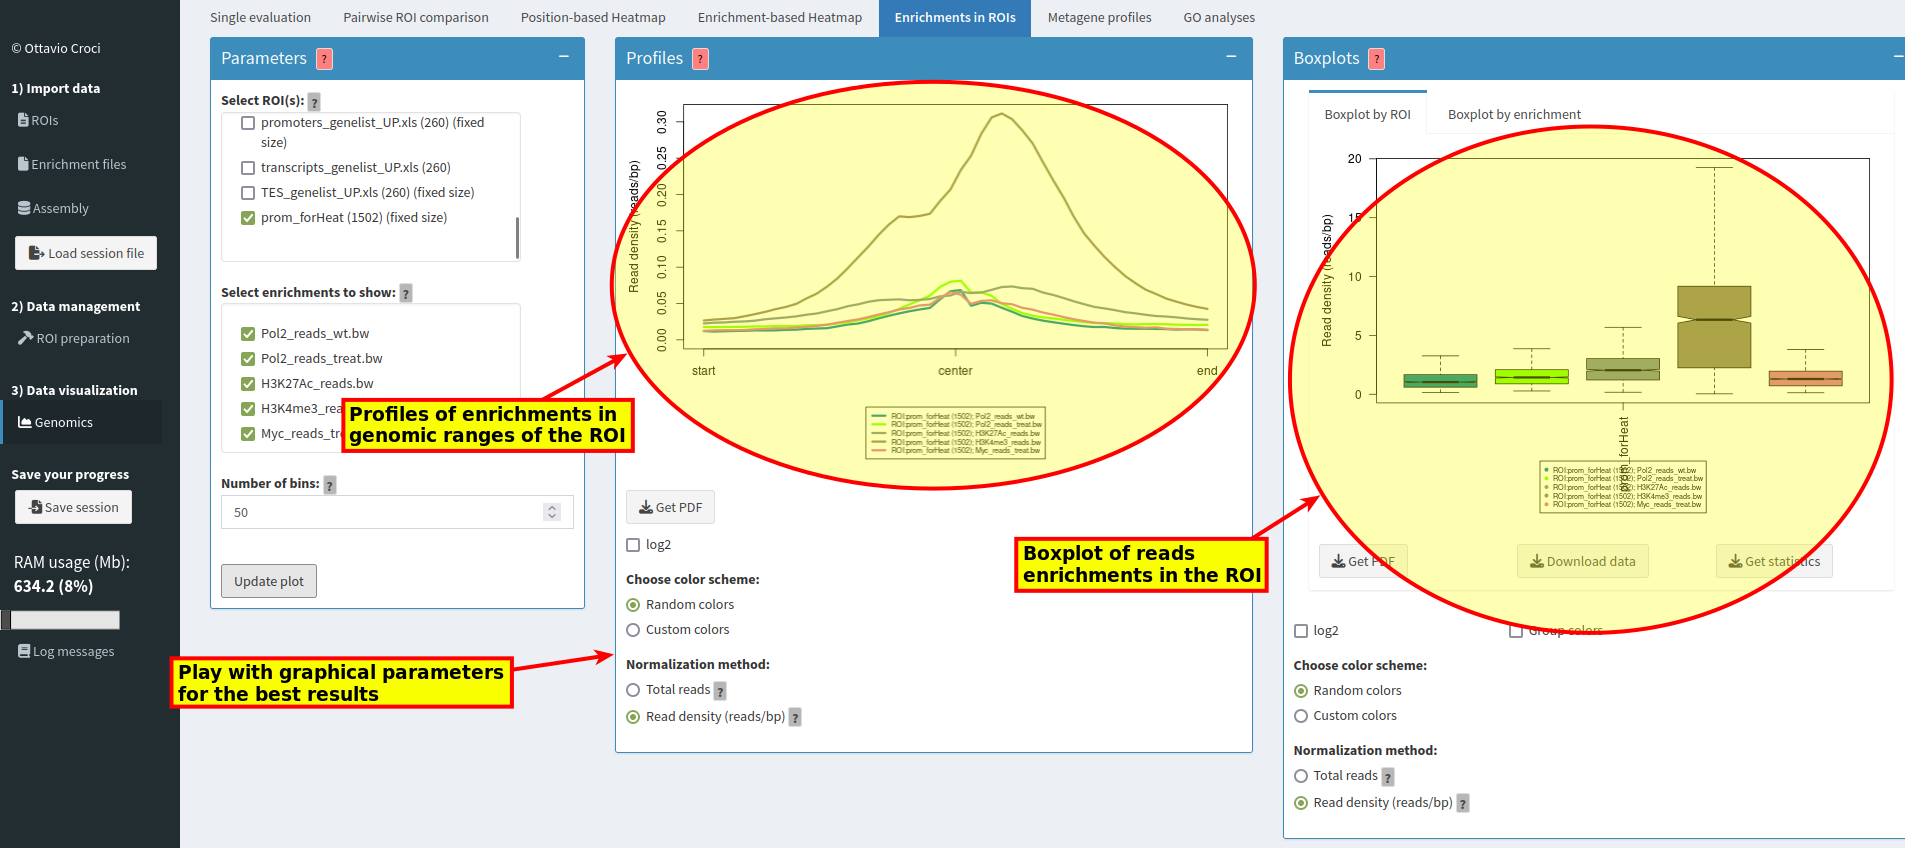 Single evaluation
Pairwise ROI comparison
Position-based Heatmap
Enrichment-based Heatmap
Enrichments in ROIs
Metagene profiles
GO analyses
© Ottavio Croci
1) Import data
ROIs
Enrichment files
Assembly
Load session file
2) Data management
ROI preparation
3) Data visualization
Genomics
Save your progress
Save session
RAM usage (Mb):
634.2 (8%)
Log messages
Parameters ?
Select ROI(s): ?
promoters_genelist_UP.xls (260) (fixed
size)
transcripts_genelist_UP.xls (260)
TES_genelist_UP.xls (260) (fixed size)
prom_forHeat (1502) (fixed size)
Select enrichments to show: ?
Pol2_reads_wt.bw
Pol2_reads_treat.bw
H3K27Ac_reads.bw
H3K4me3_rea
Myc_reads_tr
Number of bins: ?
50
Update plot
Profiles of enrichments in
genomic ranges of the ROI
Play with graphical parameters
for the best results
Profiles ?
Read density (reads/bp)
0.30
0.25
0.20
0.15
0.10
0.05
0.00
start
center
end
ROI:prom_forHeat (1502); Pol2_reads_wt.bw
ROI:prom_forHeat (1502); Pol2_reads_treat.bw
ROI:prom_forHeat (1502); H3K27Ac_reads.bw
ROI:prom_forHeat (1502); H3K4me3_reads.bw
ROI:prom_forHeat (1502); Myc_reads_treat.bw
Get PDF
log2
Choose color scheme:
Random colors
Custom colors
Normalization method:
Total reads ?
Read density (reads/bp) ?
Boxplot of reads
enrichments in the ROI
Boxplots ?
Boxplot by ROI
Boxplot by enrichment
Read density (reads/bp)
20
15
10
5
0
prom_forHeat
ROI:prom_forHeat (1502); Pol2_reads_wt.bw
ROI:prom_forHeat (1502); Pol2_reads_treat.bw
ROI:prom_forHeat (1502); H3K27Ac_reads.bw
ROI:prom_forHeat (1502); H3K4me3_reads.bw
ROI:prom_forHeat (1502); Myc_reads_treat.bw
Get PDF
Download data
Get statistics
log2
Group colors
Choose color scheme:
Random colors
Custom colors
Normalization method:
Total reads ?
Read density (reads/bp) ?